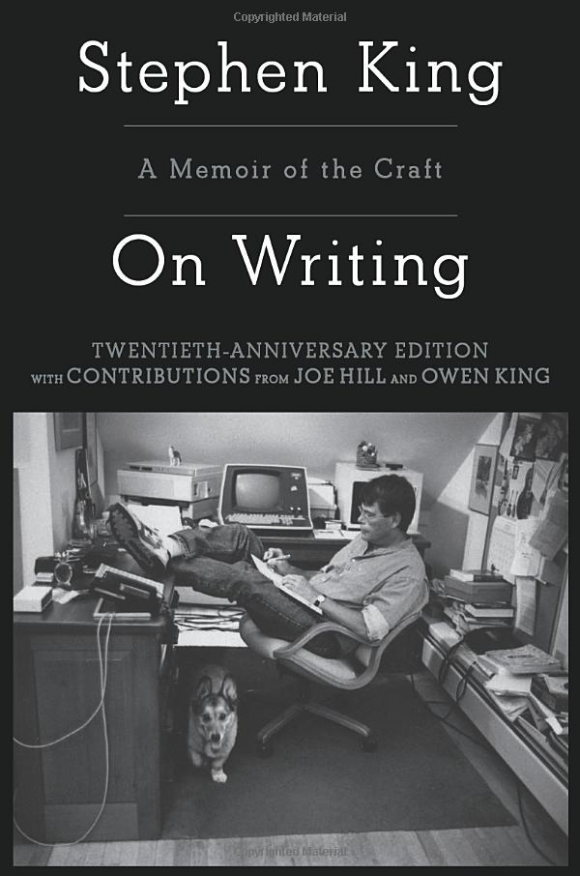 Copyrighted Material
Stephen King
A Memoir of the Craft
On Writing
TWENTIETH-ANNIVERSARY EDITION
WITH CONTRIBUTIONS FROM JOE HILL AND OWEN KING
Copyrighted Material